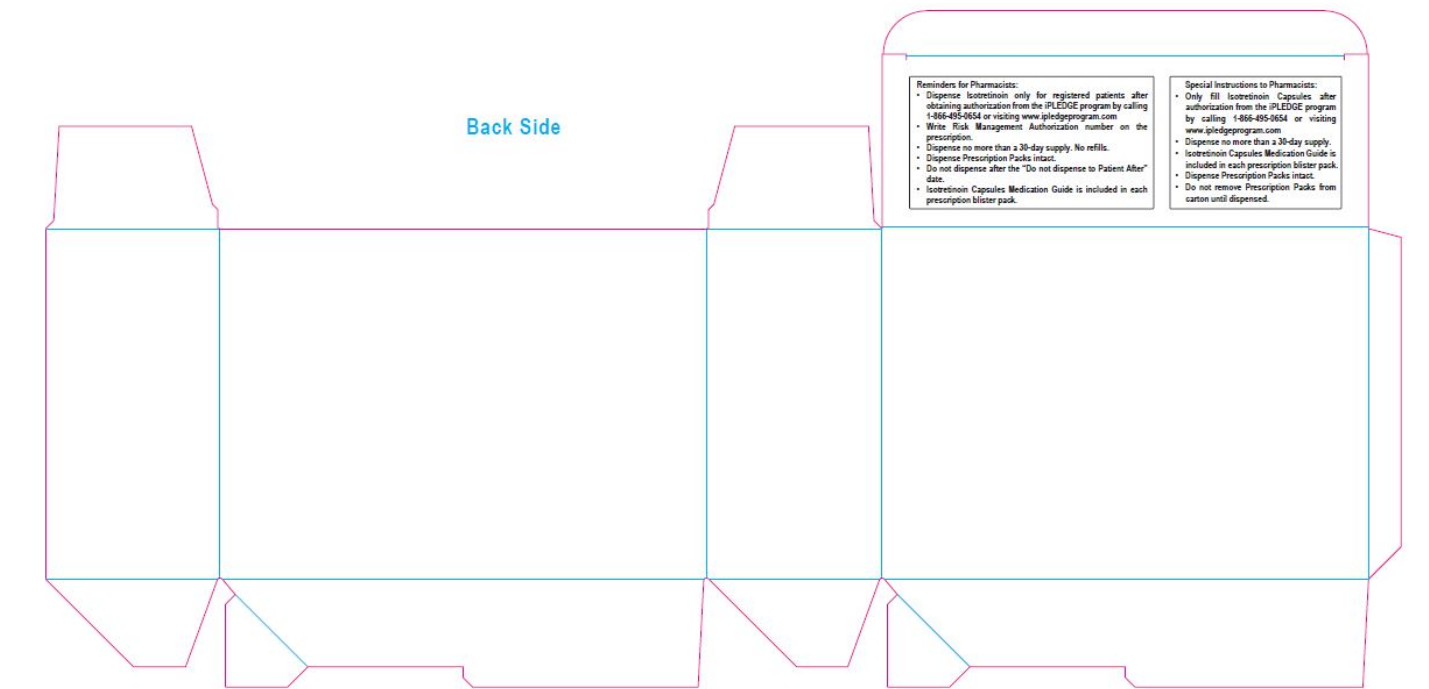 Back Side
Reminders for Pharmacists:
• Dispense Isotretinoin only for registered patients after
obtaining authorization from the iPLEDGE program by calling
1-866-495-0654 or visiting www.ipledgeprogram.com
• Write Risk Management Authorization number on the
prescription.
• Dispense no more than a 30-day supply. No refills.
• Dispense Prescription Packs intact.
• Do not dispense after the “Do not dispense to Patient After”
date.
• Isotretinoin Capsules Medication Guide is included in each
prescription blister pack.
Special Instructions to Pharmacists:
• Only fill Isotretinoin Capsules after
authorization from the iPLEDGE program
by calling 1-866-495-0654 or visiting
www.ipledgeprogram.com
• Dispense no more than a 30-day supply.
• Isotretinoin Capsules Medication Guide is
included in each prescription blister pack.
• Dispense Prescription Packs intact.
• Do not remove Prescription Packs from
carton until dispensed.